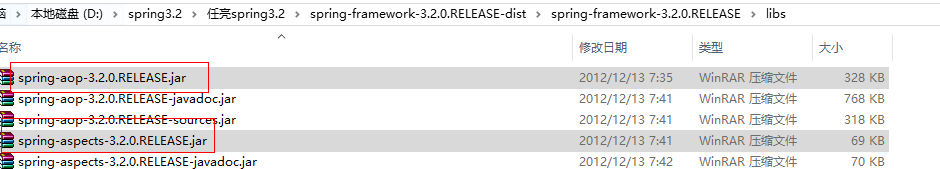 脑 › 本地磁盘 (D:) › spring3.2 › 任亮spring3.2 › spring-framework-3.2.0.RELEASE-dist › spring-framework-3.2.0.RELEASE › libs
名称 修改日期 类型 大小
spring-aop-3.2.0.RELEASE.jar 2012/12/13 7:35 WinRAR 压缩文件 328 KB
spring-aop-3.2.0.RELEASE-javadoc.jar 2012/12/13 7:41 WinRAR 压缩文件 768 KB
spring-aop-3.2.0.RELEASE-sources.jar 2012/12/13 7:41 WinRAR 压缩文件 318 KB
spring-aspects-3.2.0.RELEASE.jar 2012/12/13 7:41 WinRAR 压缩文件 69 KB
spring-aspects-3.2.0.RELEASE-javadoc.jar 2012/12/13 7:42 WinRAR 压缩文件 70 KB